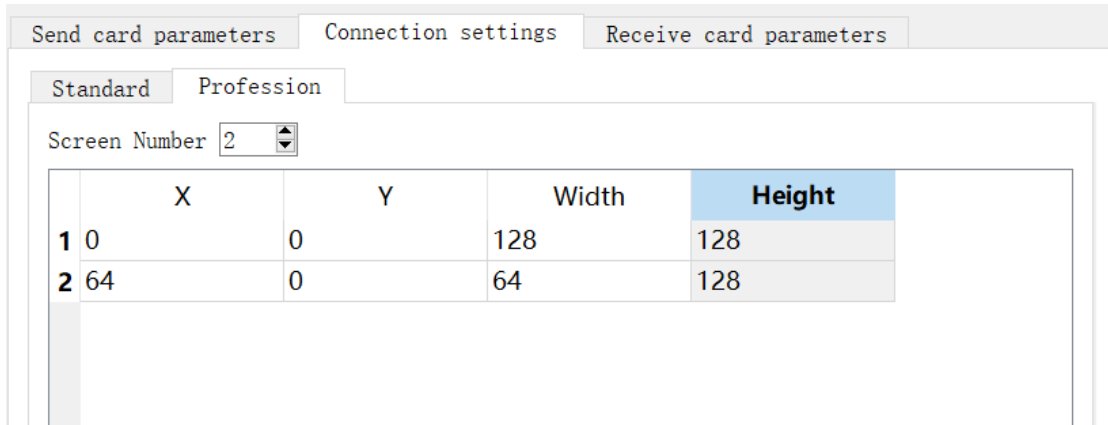 Send card parameters Connection settings Receive card parameters
Standard Profession
Screen Number 2
X Y Width Height
1 0 0 128 128
2 64 0 64 128